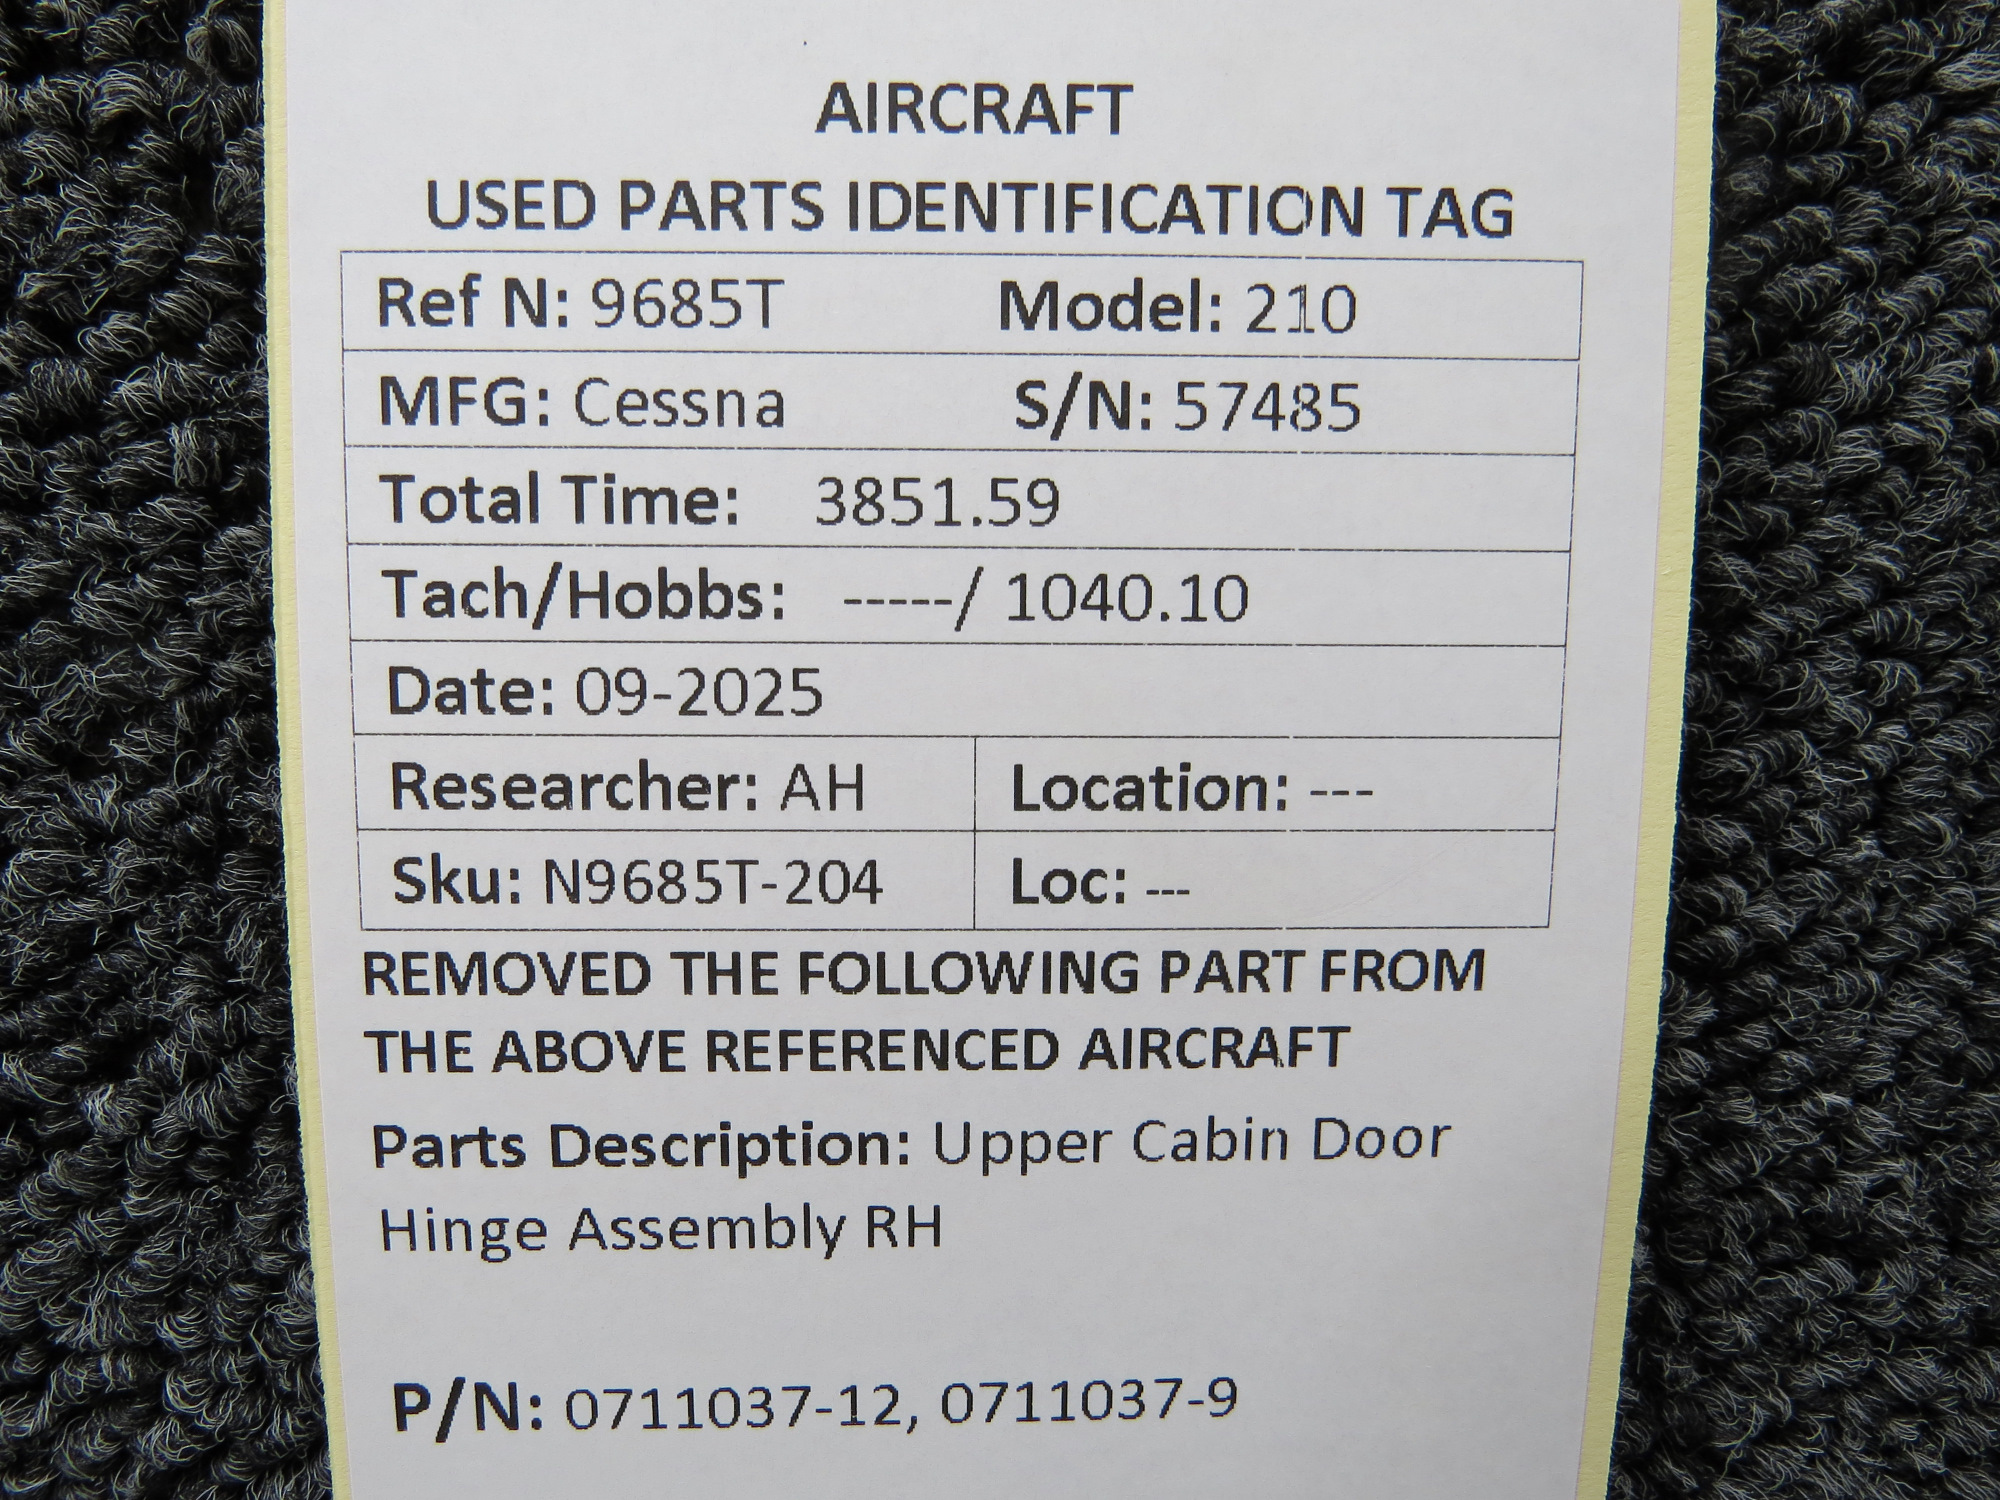 AIRCRAFT
USED PARTS IDENTIFICATION TAG
Ref N: 9685T Model: 210
MFG: Cessna S/N: 57485
Total Time: 3851.59
Tach/Hobbs: -----/ 1040.10
Date: 09-2025
Researcher: AH Location: ---
Sku: N9685T-204 Loc: ---
REMOVED THE FOLLOWING PART FROM
THE ABOVE REFERENCED AIRCRAFT
Parts Description: Upper Cabin Door
Hinge Assembly RH
P/N: 0711037-12, 0711037-9